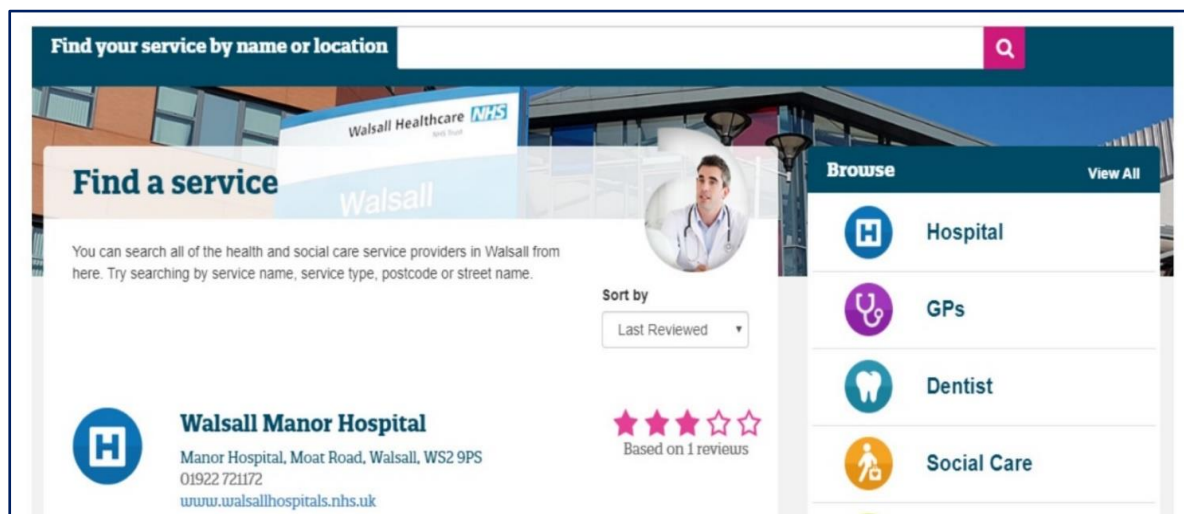 Find your service by name or location
Walsall Healthcare NHS
NHS Trust
Walsall
Find a service
You can search all of the health and social care service providers in Walsall from
here. Try searching by service name, service type, postcode or street name.
Sort by
Last Reviewed
H
Walsall Manor Hospital
Manor Hospital, Moat Road, Walsall, WS2 9PS
01922 721172
www.walsallhospitals.nhs.uk
Based on 1 reviews
Browse
View All
H
Hospital
GPs
Dentist
Social Care